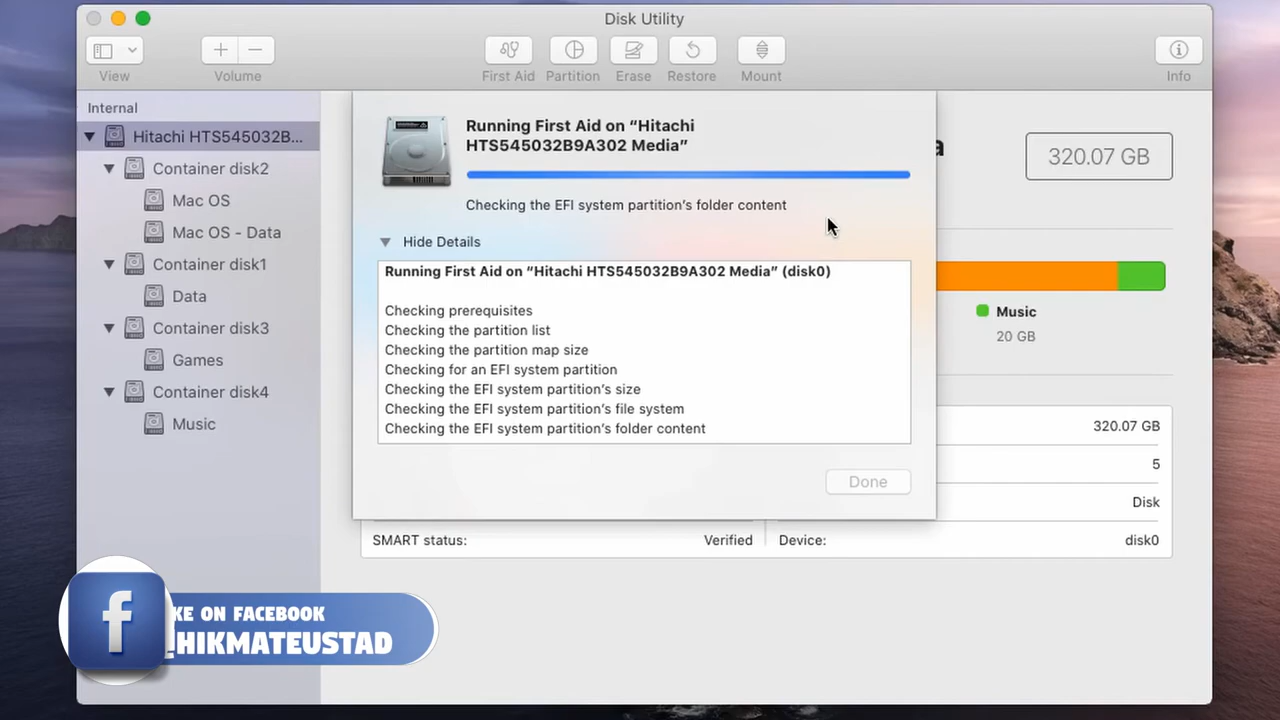 Disk Utility
View
Volume
First Aid
Partition
Erase
Restore
Mount
Info
Internal
Hitachi HTS545032B...
Container disk2
Mac OS
Mac OS - Data
Container disk1
Data
Container disk3
Games
Container disk4
Music
Running First Aid on “Hitachi
HTS545032B9A302 Media”
Checking the EFI system partition’s folder content
Hide Details
Running First Aid on “Hitachi HTS545032B9A302 Media” (disk0)
Checking prerequisites
Checking the partition list
Checking the partition map size
Checking for an EFI system partition
Checking the EFI system partition’s size
Checking the EFI system partition’s file system
Checking the EFI system partition’s folder content
Done
a
320.07 GB
Music
20 GB
320.07 GB
5
Disk
SMART status: Verified
Device: disk0
f
KE ON FACEBOOK
@HIKMATEUSTAD